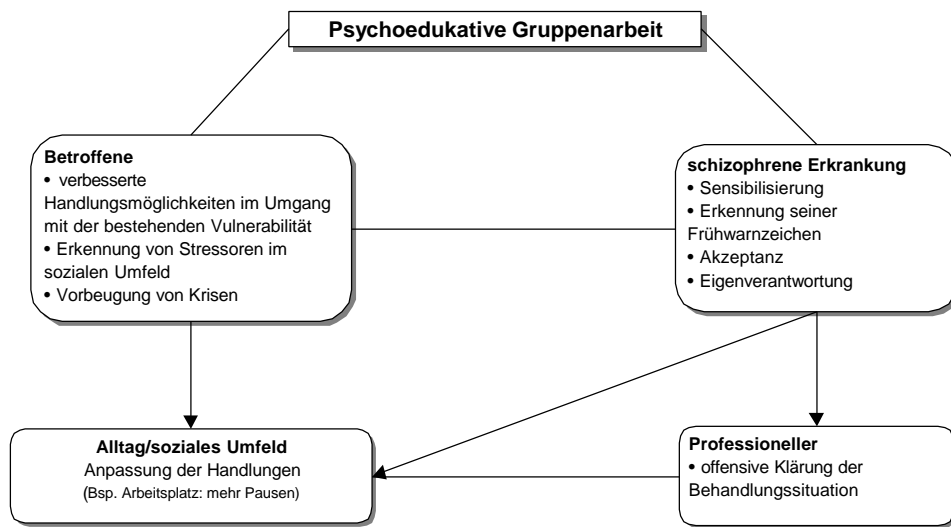 Psychoedukative Gruppenarbeit
Betroffene
• verbesserte
Handlungsmöglichkeiten im Umgang
mit der bestehenden Vulnerabilität
• Erkennung von Stressoren im
sozialen Umfeld
• Vorbeugung von Krisen
schizophrene Erkrankung
• Sensibilisierung
• Erkennung seiner
Frühwarnzeichen
• Akzeptanz
• Eigenverantwortung
Alltag/soziales Umfeld
Anpassung der Handlungen
(Bsp. Arbeitsplatz: mehr Pausen)
Professioneller
• offensive Klärung der
Behandlungssituation